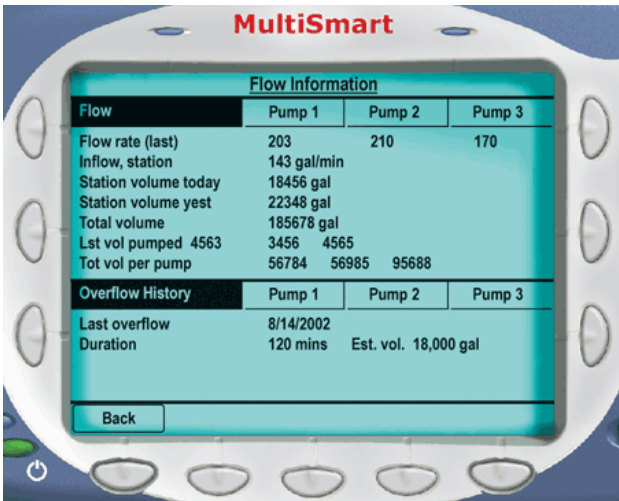 MultiSmart
Flow Information
Flow Pump 1 Pump 2 Pump 3
Flow rate (last) 203 210 170
Inflow, station 143 gal/min
Station volume today 18456 gal
Station volume yest 22348 gal
Total volume 185678 gal
Lst vol pumped 4563 3456 4565
Tot vol per pump 56784 56985 95688
Overflow History Pump 1 Pump 2 Pump 3
Last overflow 8/14/2002
Duration 120 mins Est. vol. 18,000 gal
Back